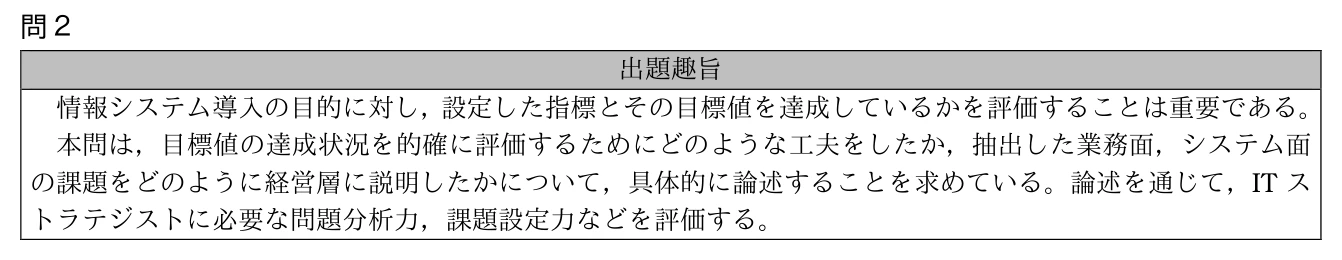 問２
出題趣旨
情報システム導入の目的に対し，設定した指標とその目標値を達成しているかを評価することは重要である。
本問は，目標値の達成状況を的確に評価するためにどのような工夫をしたか，抽出した業務面，システム面
の課題をどのように経営層に説明したかについて，具体的に論述することを求めている。論述を通じて，IT ス
トラテジストに必要な問題分析力，課題設定力などを評価する。